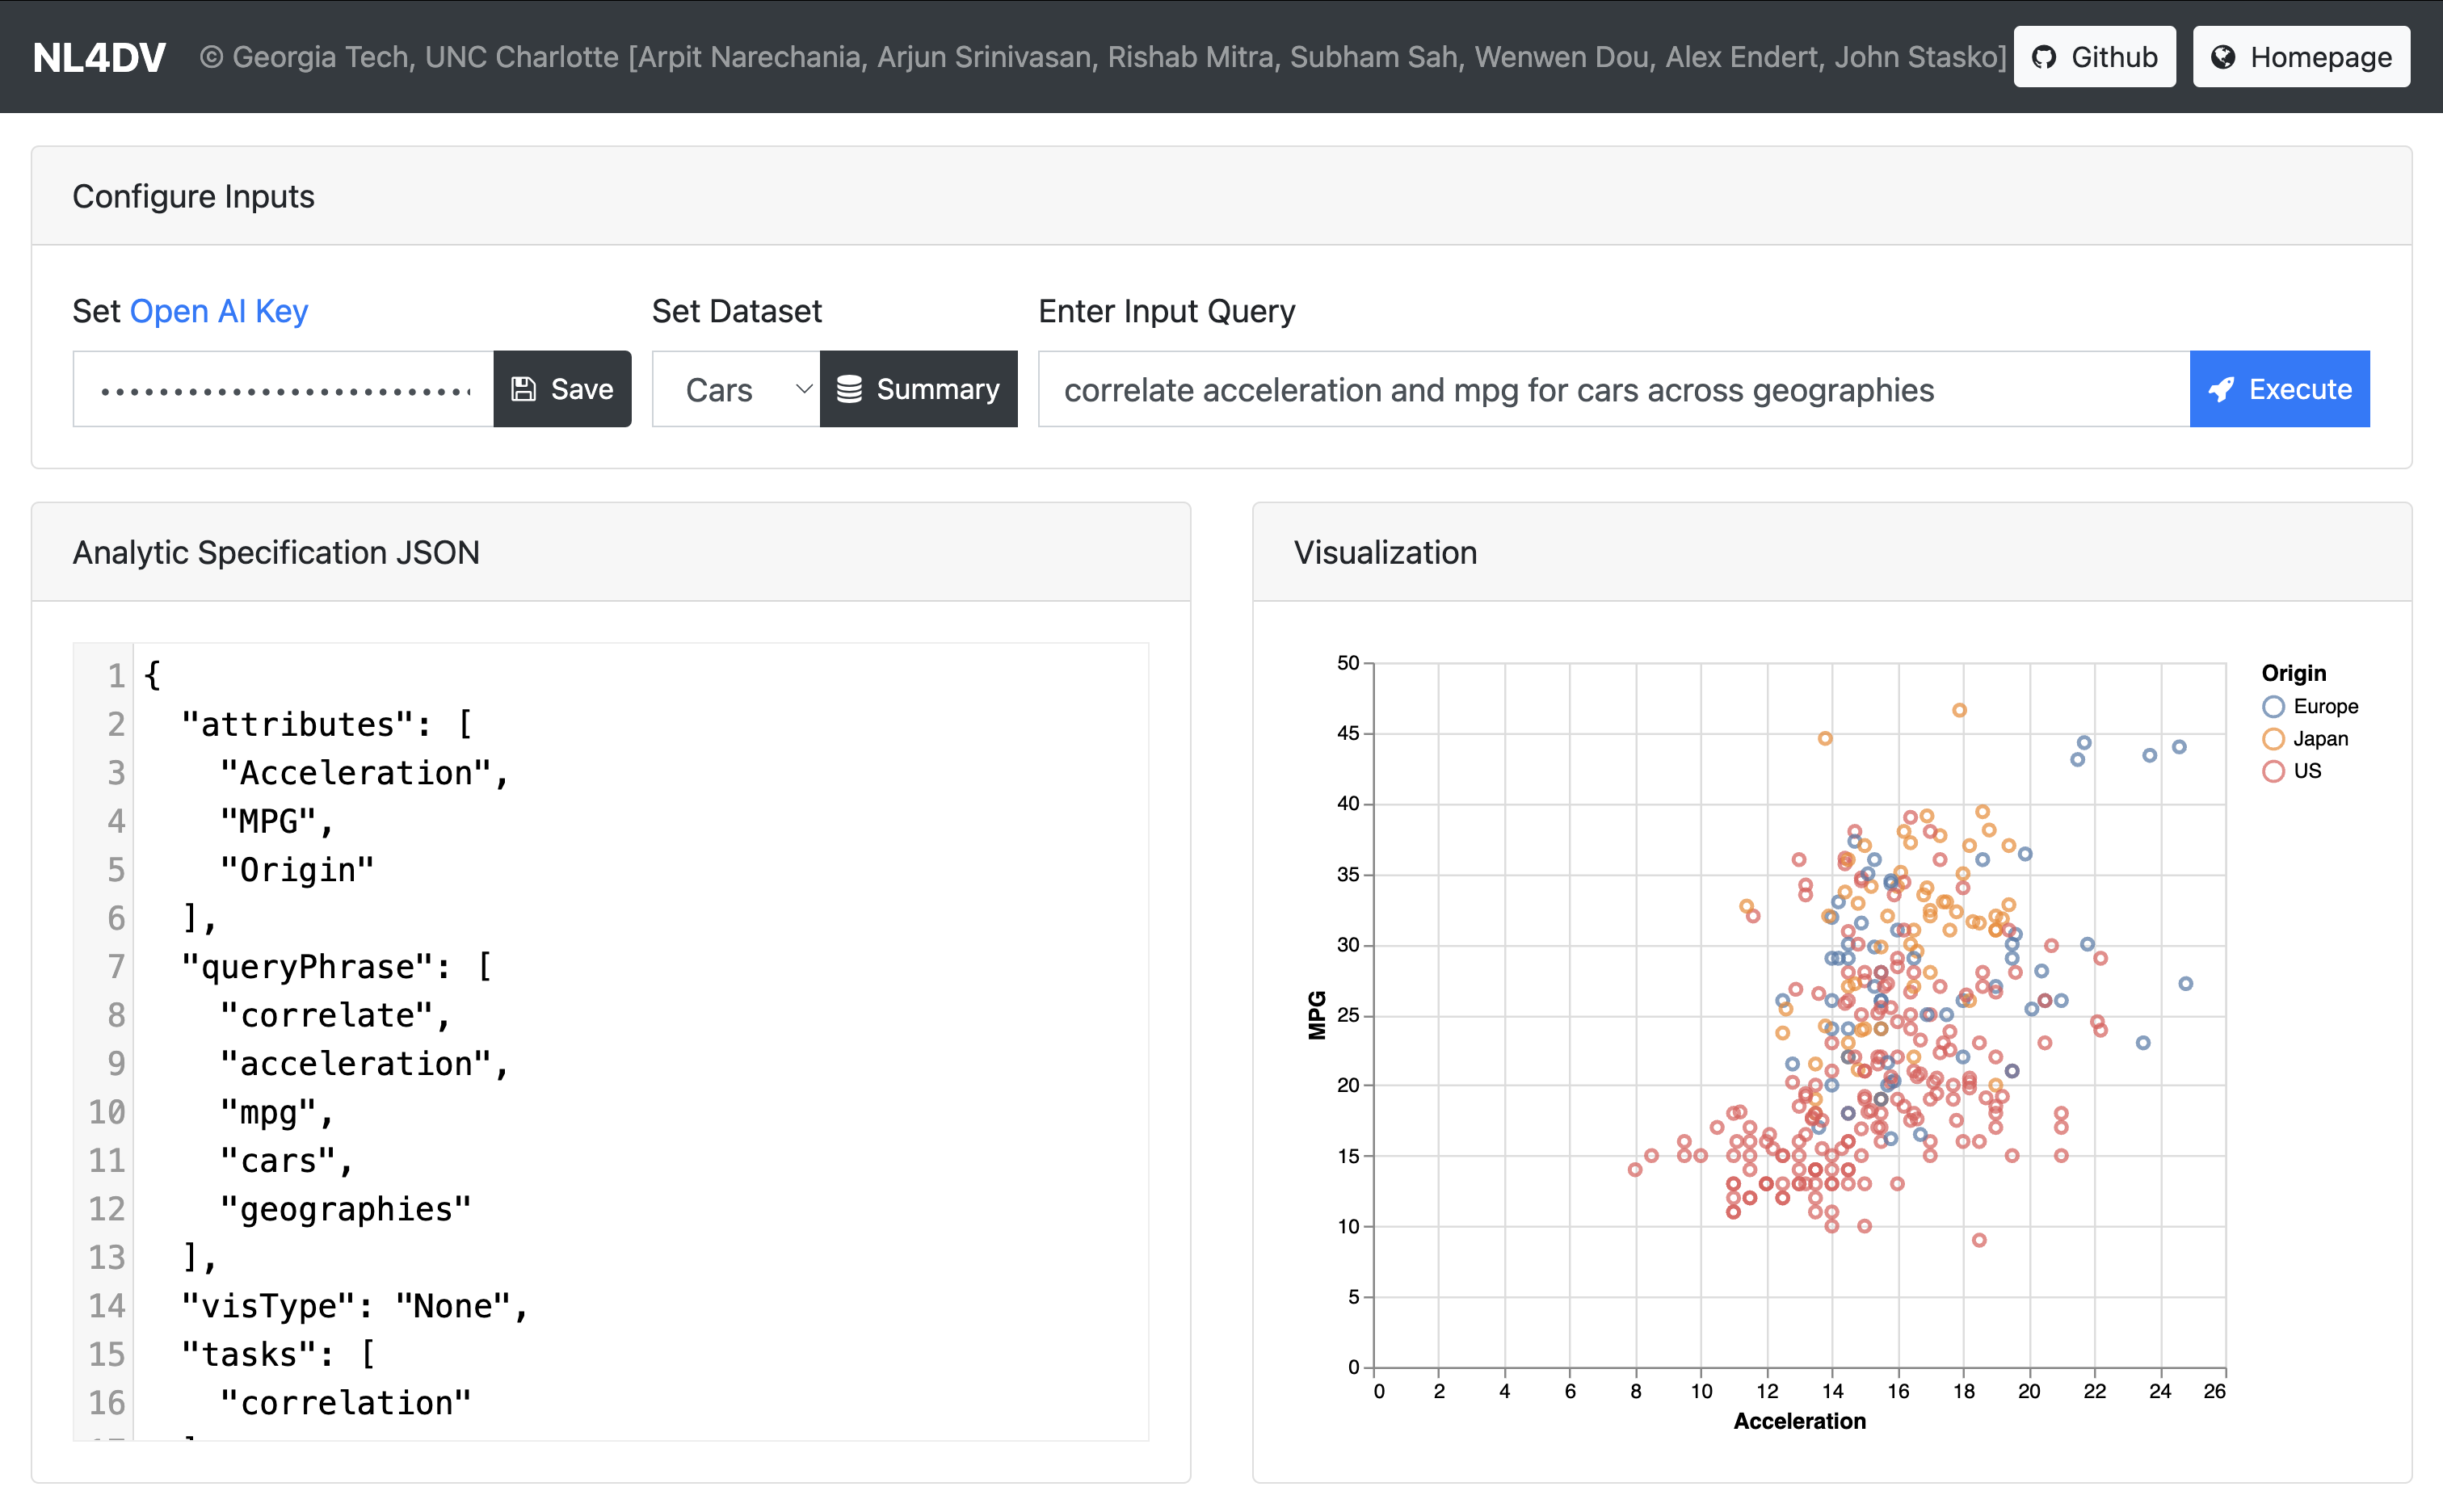 NL4DV © Georgia Tech, UNC Charlotte [Arpit Narechania, Arjun Srinivasan, Rishab Mitra, Subham Sah, Wenwen Dou, Alex Endert, John Stasko] Github Homepage
Configure Inputs
Set Open AI Key Set Dataset Enter Input Query
•••••••••••••••••••••••••• Save Cars Summary correlate acceleration and mpg for cars across geographies Execute
Analytic Specification JSON
1 {
2 "attributes": [
3 "Acceleration",
4 "MPG",
5 "Origin"
6 ],
7 "queryPhrase": [
8 "correlate",
9 "acceleration",
10 "mpg",
11 "cars",
12 "geographies"
13 ],
14 "visType": "None",
15 "tasks": [
16 "correlation"
Visualization
50
45
40
35
30
25
20
15
10
5
0
MPG
0 2 4 6 8 10 12 14 16 18 20 22 24 26
Acceleration
Origin
Europe
Japan
US